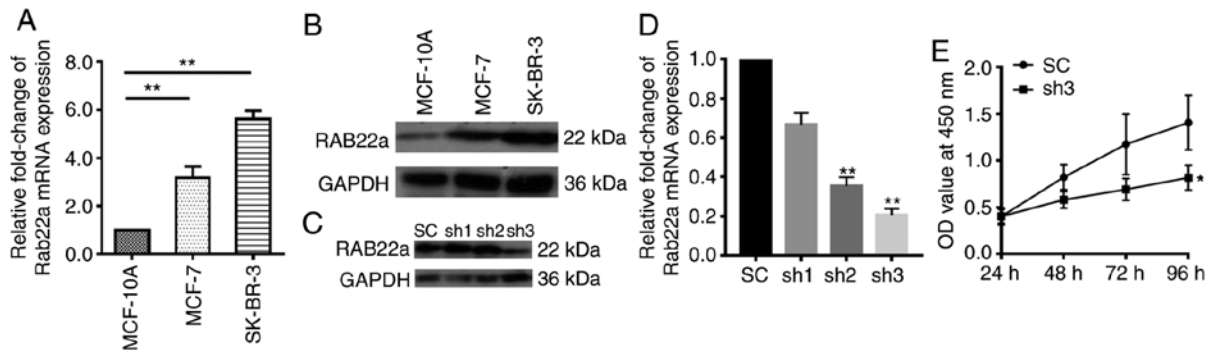 A
Relative fold-change of
Rab22a mRNA expression
8.0
6.0
4.0
2.0
0.0
**
**
MCF-10A
MCF-7
SK-BR-3
B
MCF-10A
MCF-7
SK-BR-3
RAB22a
22 kDa
GAPDH
36 kDa
C
SC sh1 sh2 sh3
RAB22a
22 kDa
GAPDH
36 kDa
D
Relative fold-change of
Rab22a mRNA expression
1.0
0.8
0.6
0.4
0.2
0.0
**
**
SC sh1 sh2 sh3
E
OD value at 450 nm
2.0
1.5
1.0
0.5
0.0
SC
sh3
*
24 h 48 h 72 h 96 h